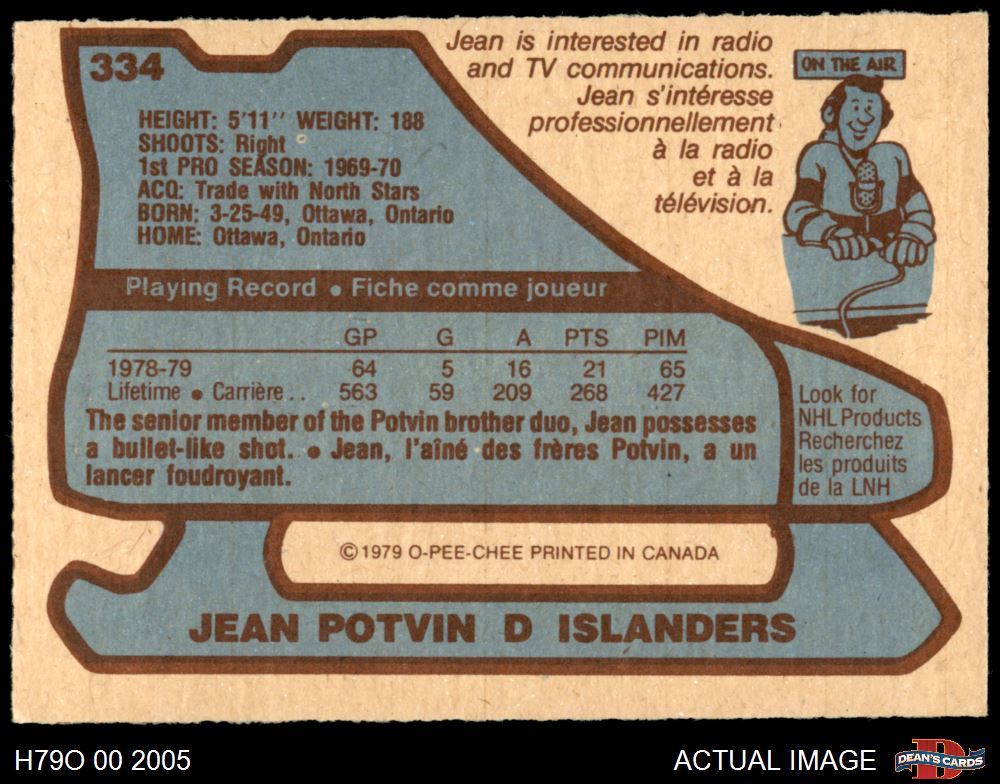 334
Jean is interested in radio
and TV communications.
Jean s'intéresse
professionnellement
à la radio
et à la
télévision.
ON THE AIR
HEIGHT: 5'11" WEIGHT: 188
SHOOTS: Right
1st PRO SEASON: 1969-70
ACQ: Trade with North Stars
BORN: 3-25-49, Ottawa, Ontario
HOME: Ottawa, Ontario
Playing Record • Fiche comme joueur
GP G A PTS PIM
1978-79 64 5 16 21 65
Lifetime • Carrière . . 563 59 209 268 427
The senior member of the Potvin brother duo, Jean possesses
a bullet-like shot. • Jean, l'aîné des frères Potvin, a un
lancer foudroyant.
Look for
NHL Products
Recherchez
les produits
de la LNH
© 1979 O-PEE-CHEE PRINTED IN CANADA
JEAN POTVIN D ISLANDERS
H79O 00 2005
ACTUAL IMAGE
DEAN'S CARDS